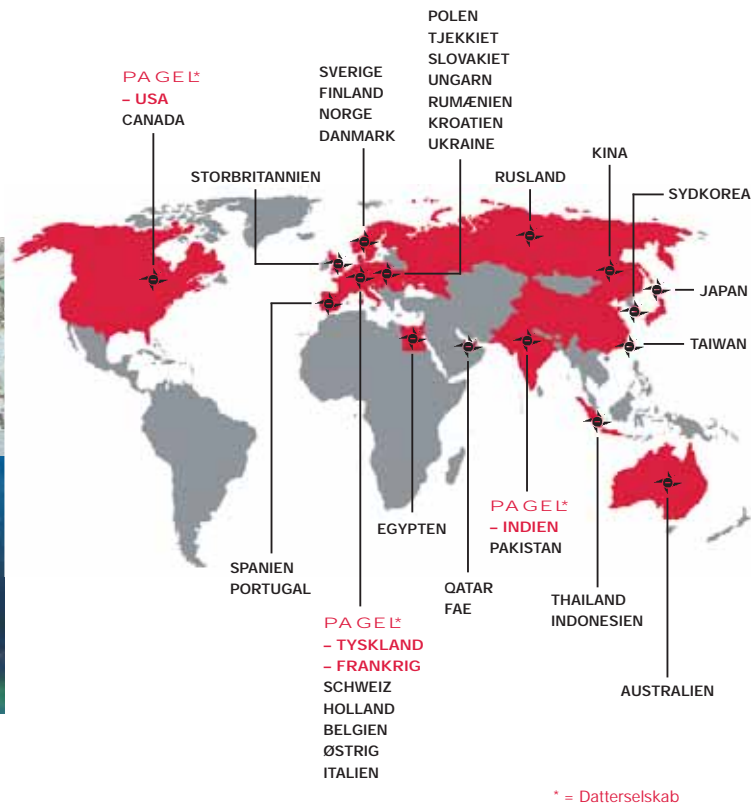 POLEN
TJEKKIET
SLOVAKIET
UNGARN
RUMÆNIEN
KROATIEN
UKRAINE
PAGEL*
– USA
CANADA
SVERIGE
FINLAND
NORGE
DANMARK
KINA
STORBRITANNIEN
RUSLAND
SYDKOREA
JAPAN
TAIWAN
EGYPTEN
PAGEL*
– INDIEN
PAKISTAN
SPANIEN
PORTUGAL
QATAR
FAE
THAILAND
INDONESIEN
PAGEL*
– TYSKLAND
– FRANKRIG
SCHWEIZ
HOLLAND
BELGIEN
ØSTRIG
ITALIEN
AUSTRALIEN
* = Datterselskab